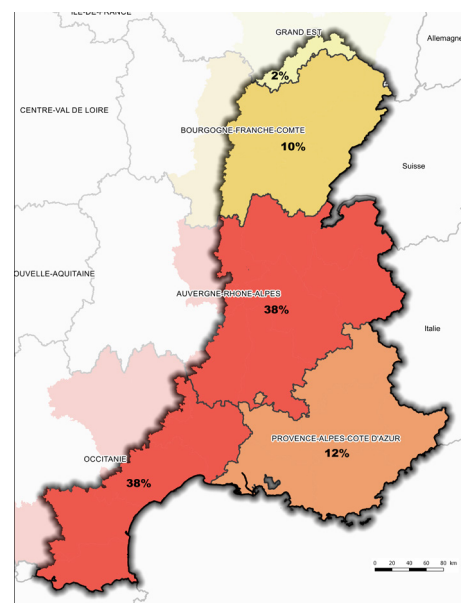 ILE-DE-FRANCE
GRAND EST
Allemagne
2%
CENTRE-VAL DE LOIRE
BOURGOGNE-FRANCHE-COMTE
10%
Suisse
OUVELLE-AQUITAINE
AUVERGNE-RHONE-ALPES
38%
Italie
PROVENCE-ALPES-COTE D'AZUR
12%
OCCITANIE
38%
0 20 40 60 80 km